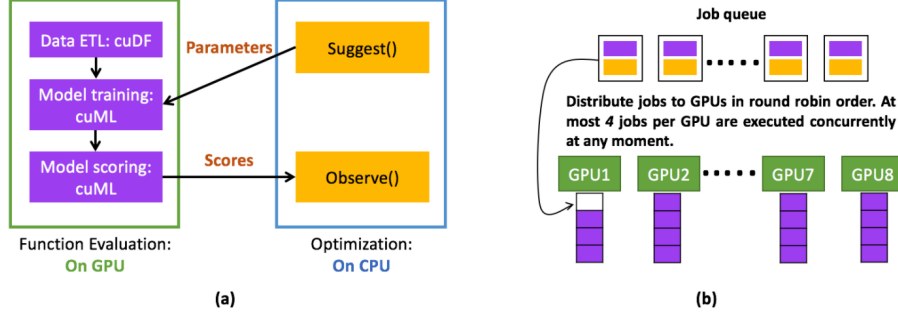 Data ETL: cuDF
Parameters
Suggest()
Model training:
cuML
Scores
Model scoring:
cuML
Observe()
Function Evaluation:
On GPU
Optimization:
On CPU
(a)
Job queue
Distribute jobs to GPUs in round robin order. At
most 4 jobs per GPU are executed concurrently
at any moment.
GPU1
GPU2
GPU7
GPU8
(b)